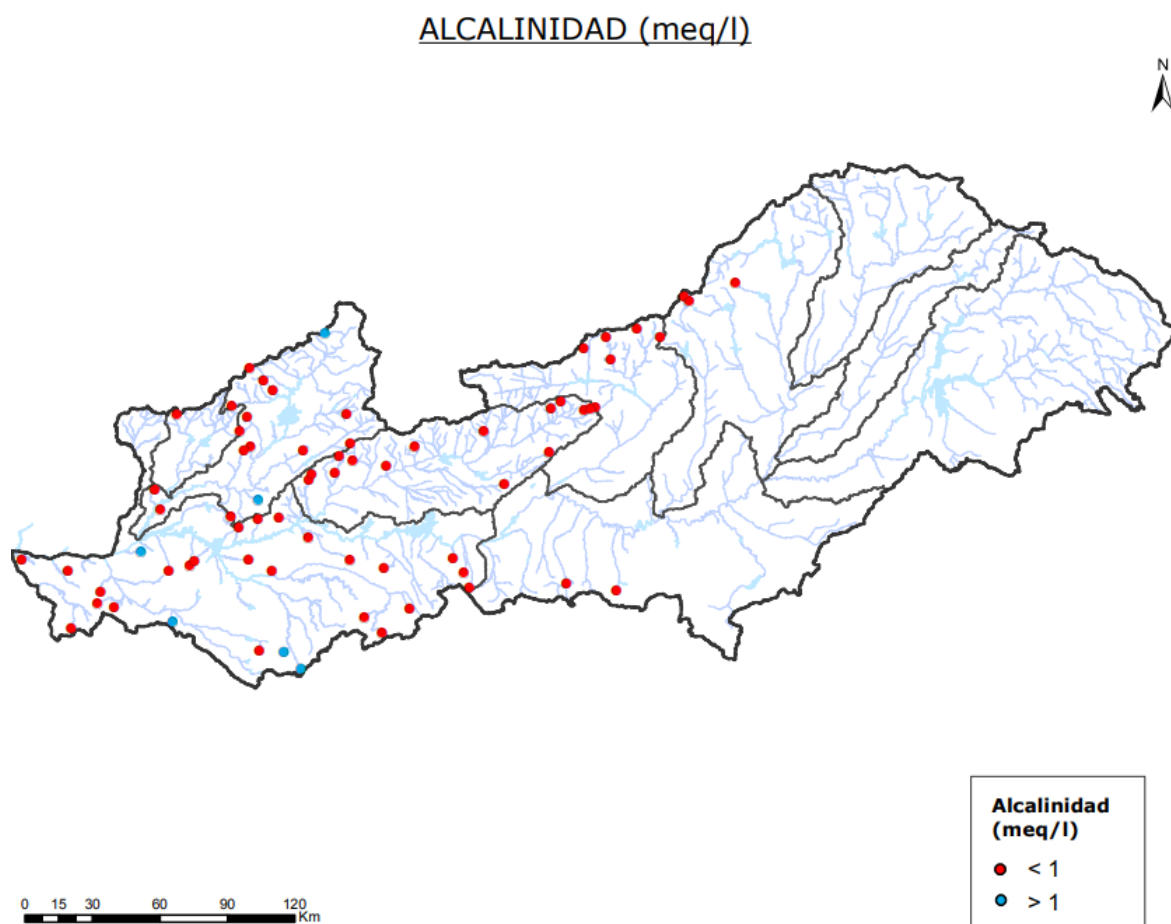 ALCALINIDAD (meq/l)
N
Alcalinidad
(meq/l)
< 1
> 1
0 15 30 60 90 120
Km